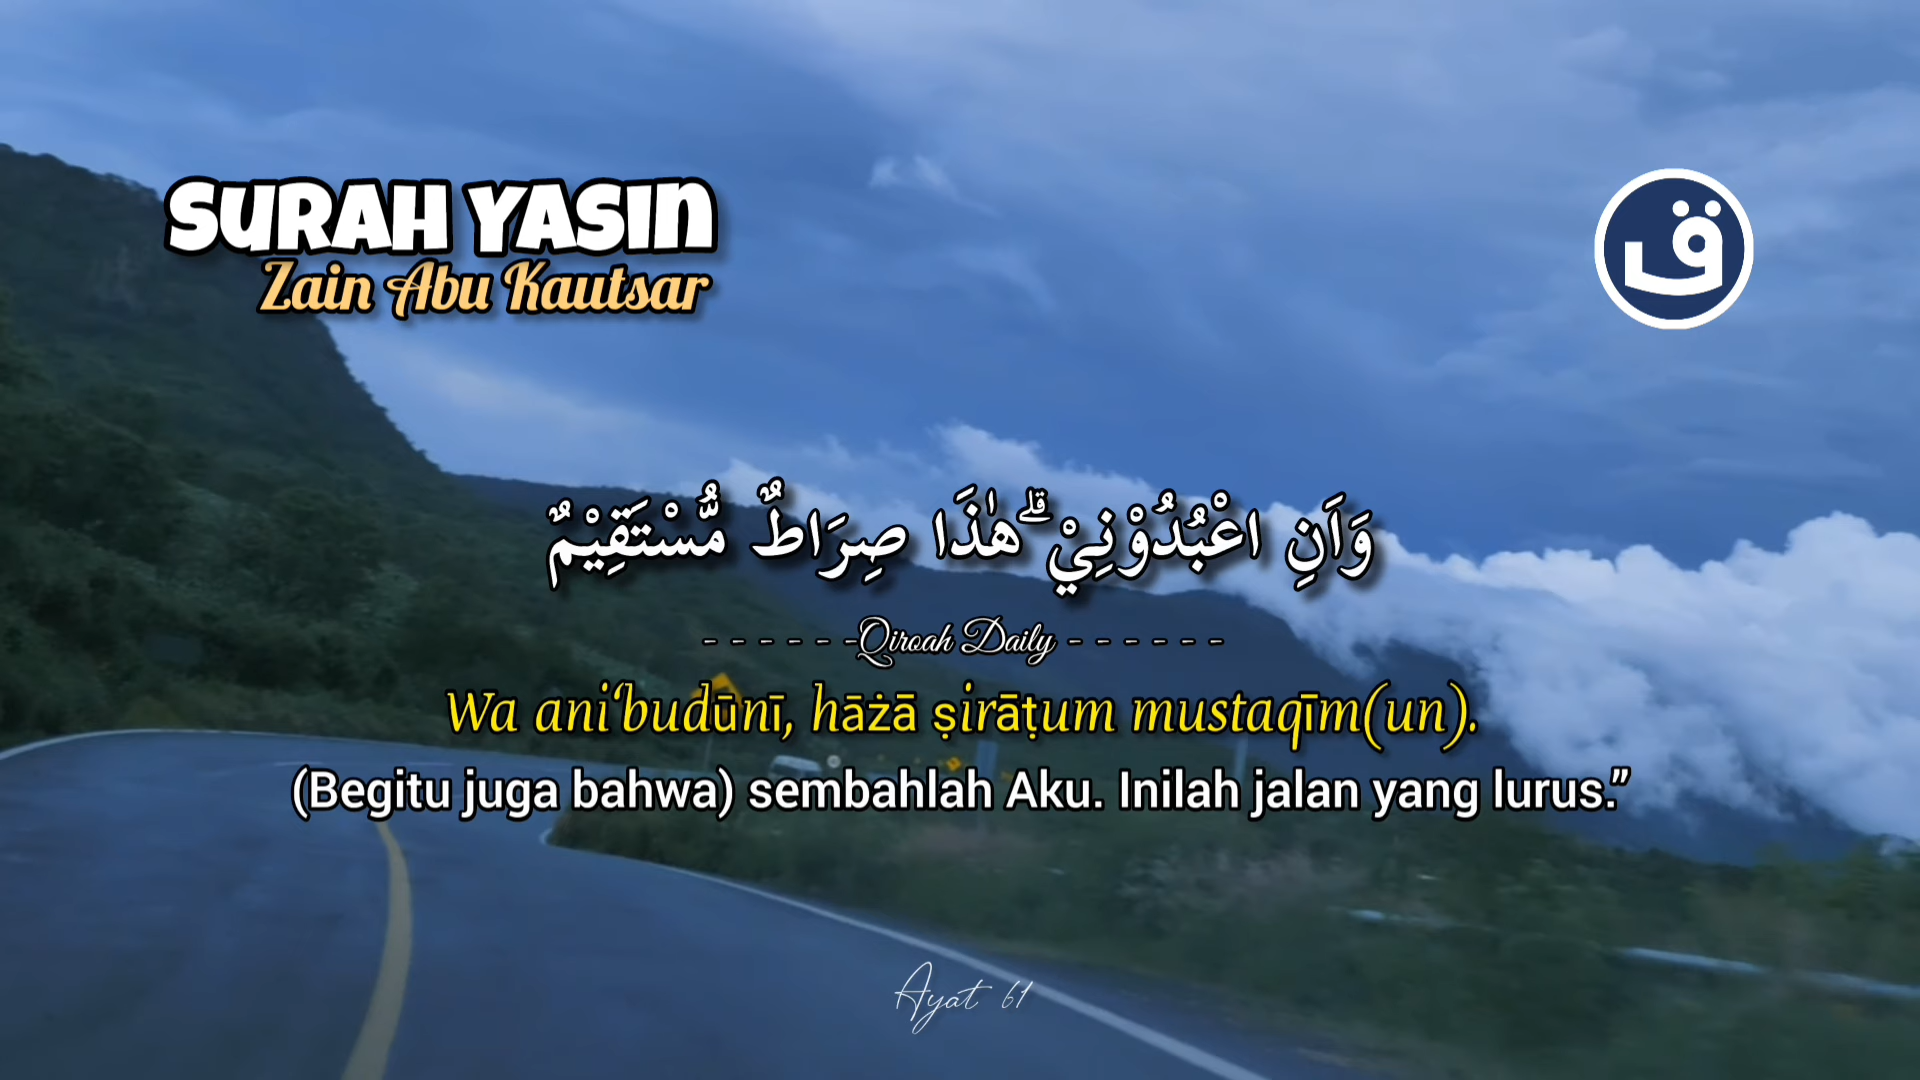 SURAH YASIN
Zain Abu Kautsar
ق
وَاَنِ اعْبُدُوْنِيْ ۗهٰذَا صِرَاطٌ مُّسْتَقِيْمٌ
- - - - - -Qiroah Daily - - - - - -
Wa ani‘budūnī, hāżā ṣirāṭum mustaqīm(un).
(Begitu juga bahwa) sembahlah Aku. Inilah jalan yang lurus.”
Ayat 61